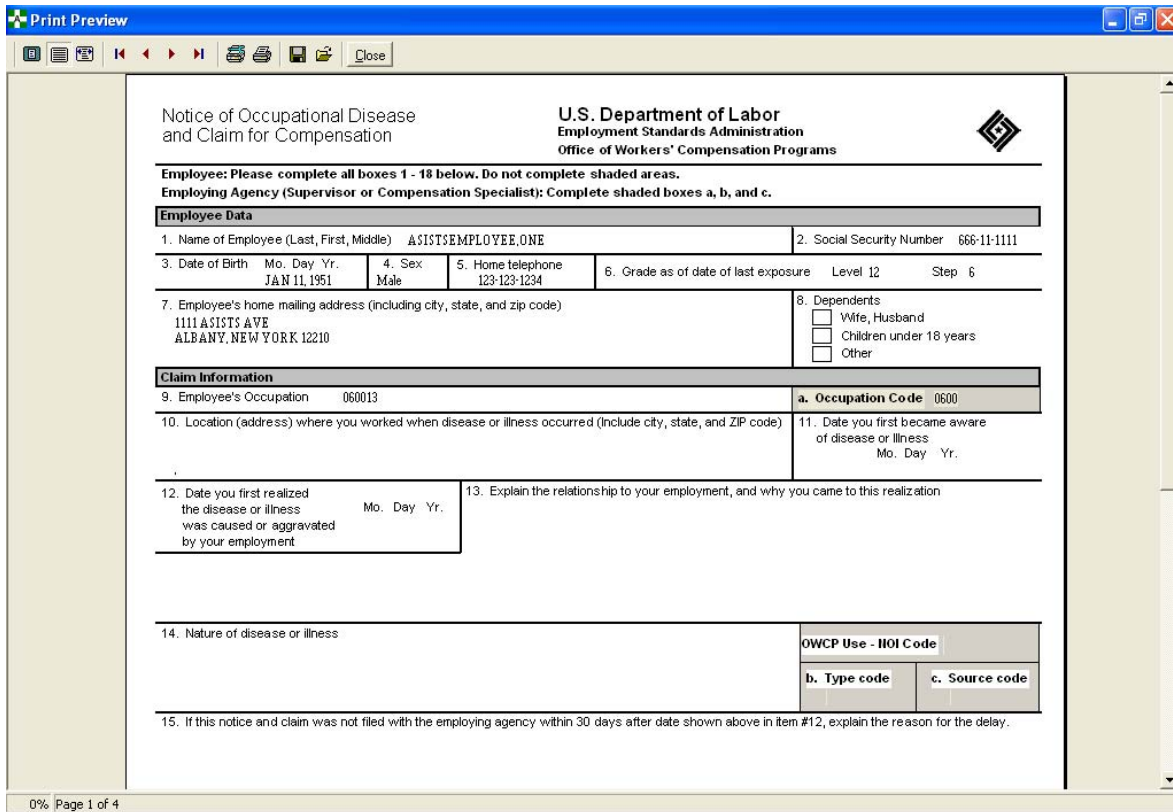 Print Preview
Close
Notice of Occupational Disease
and Claim for Compensation
U.S. Department of Labor
Employment Standards Administration
Office of Workers' Compensation Programs
Employee: Please complete all boxes 1 - 18 below. Do not complete shaded areas.
Employing Agency (Supervisor or Compensation Specialist): Complete shaded boxes a, b, and c.
Employee Data
1. Name of Employee (Last, First, Middle) ASISTSEMPLOYEE,ONE
2. Social Security Number 666-11-1111
3. Date of Birth Mo. Day Yr.
JAN 11, 1951
4. Sex
Male
5. Home telephone
123-123-1234
6. Grade as of date of last exposure Level 12 Step 6
7. Employee's home mailing address (including city, state, and zip code)
1111 ASISTS AVE
ALBANY, NEW YORK 12210
8. Dependents
Wife, Husband
Children under 18 years
Other
Claim Information
9. Employee's Occupation 060013
a. Occupation Code 0600
10. Location (address) where you worked when disease or illness occurred (Include city, state, and ZIP code)
,
11. Date you first became aware
of disease or Illness
Mo. Day Yr.
12. Date you first realized
the disease or illness
was caused or aggravated
by your employment
Mo. Day Yr.
13. Explain the relationship to your employment, and why you came to this realization
14. Nature of disease or illness
OWCP Use - NOI Code
b. Type code
c. Source code
15. If this notice and claim was not filed with the employing agency within 30 days after date shown above in item #12, explain the reason for the delay.
0% Page 1 of 4